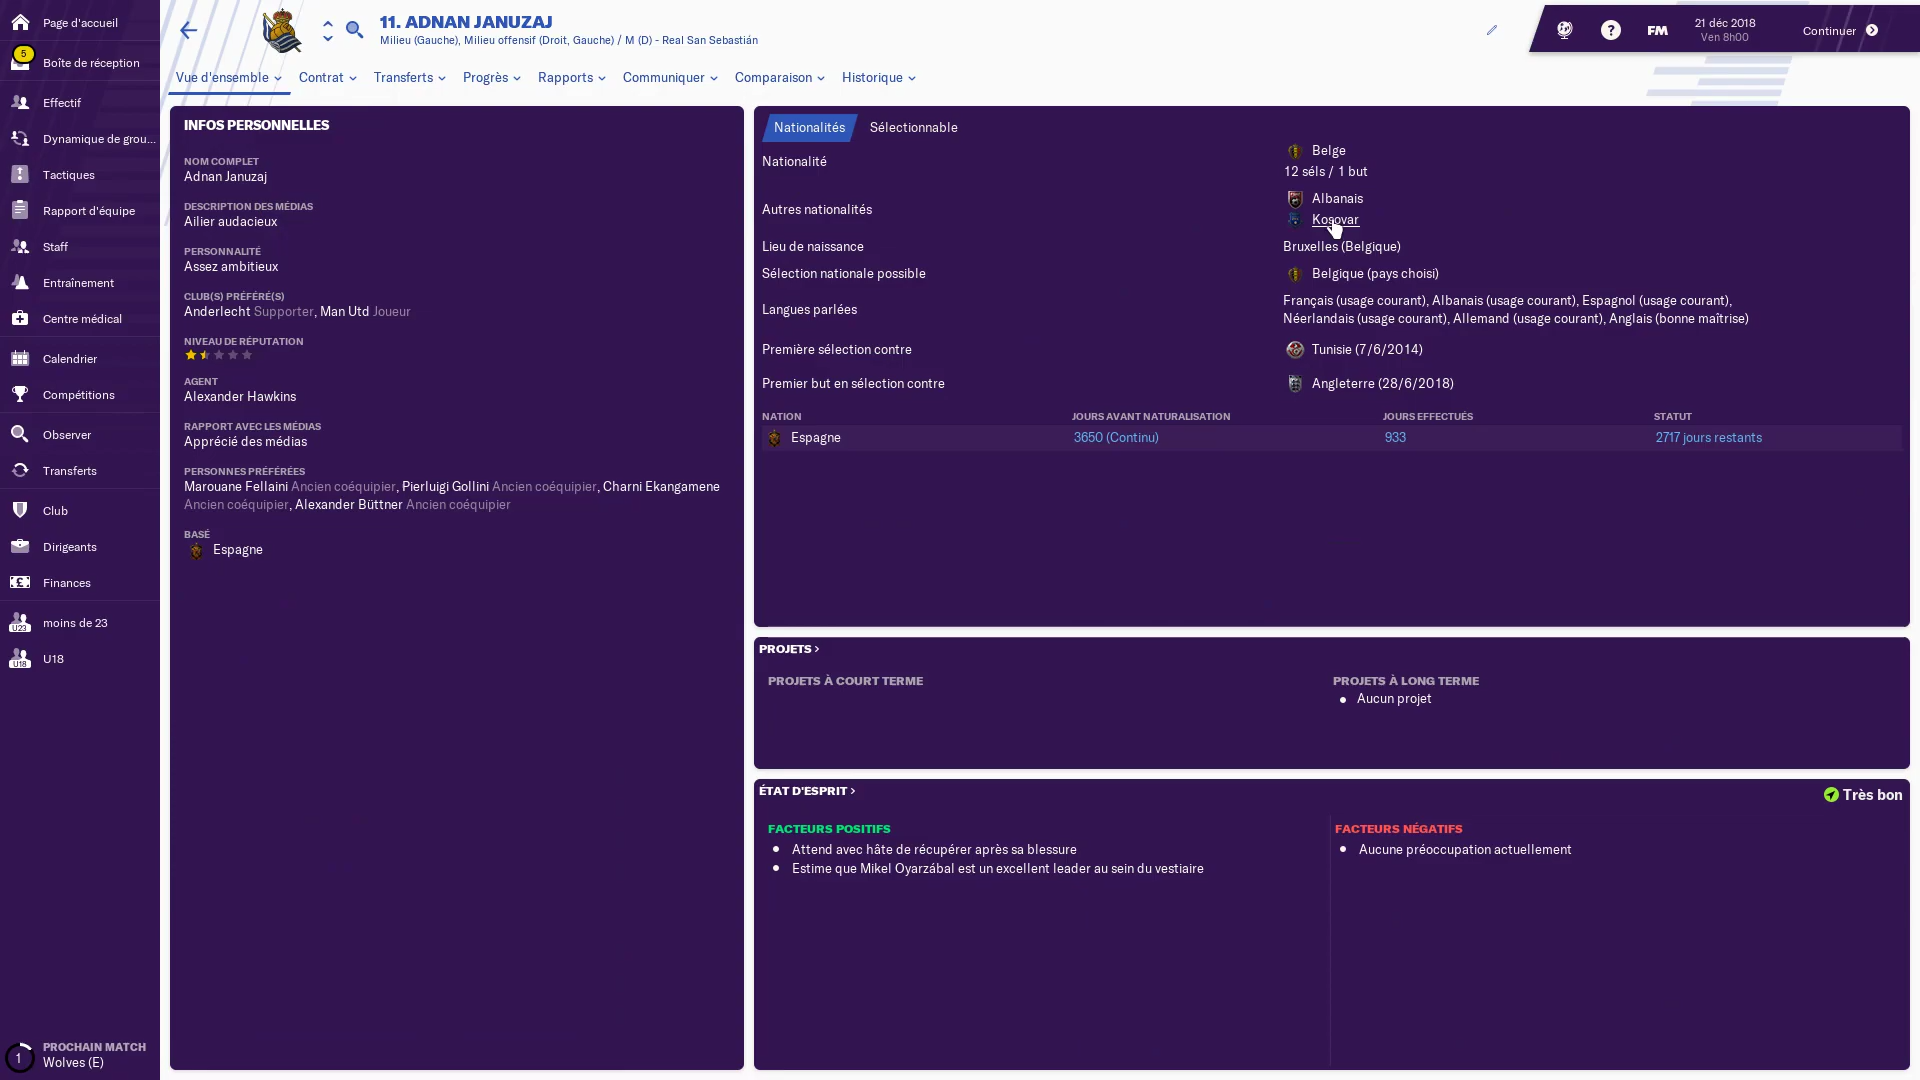 Page d'accueil
5
Boîte de réception
Effectif
Dynamique de grou...
Tactiques
Rapport d'équipe
Staff
Entraînement
Centre médical
Calendrier
Compétitions
Observer
Transferts
Club
Dirigeants
Finances
U23
moins de 23
U18
U18
1
PROCHAIN MATCH
Wolves (E)
11. ADNAN JANUZAJ
Milieu (Gauche), Milieu offensif (Droit, Gauche) / M (D) - Real San Sebastián
?
FM
21 déc 2018
Ven 8h00
Continuer
Vue d'ensemble
Contrat
Transferts
Progrès
Rapports
Communiquer
Comparaison
Historique
INFOS PERSONNELLES
NOM COMPLET
Adnan Januzaj
DESCRIPTION DES MÉDIAS
Ailier audacieux
PERSONNALITÉ
Assez ambitieux
CLUB(S) PRÉFÉRÉ(S)
Anderlecht Supporter, Man Utd Joueur
NIVEAU DE RÉPUTATION
AGENT
Alexander Hawkins
RAPPORT AVEC LES MÉDIAS
Apprécié des médias
PERSONNES PRÉFÉRÉES
Marouane Fellaini Ancien coéquipier, Pierluigi Gollini Ancien coéquipier, Charni Ekangamene
Ancien coéquipier, Alexander Büttner Ancien coéquipier
BASÉ
Espagne
Nationalités
Sélectionnable
Nationalité
Belge
12 séls / 1 but
Autres nationalités
Albanais
Kosovar
Lieu de naissance
Bruxelles (Belgique)
Sélection nationale possible
Belgique (pays choisi)
Langues parlées
Français (usage courant), Albanais (usage courant), Espagnol (usage courant),
Néerlandais (usage courant), Allemand (usage courant), Anglais (bonne maîtrise)
Première sélection contre
Tunisie (7/6/2014)
Premier but en sélection contre
Angleterre (28/6/2018)
NATION
JOURS AVANT NATURALISATION
JOURS EFFECTUÉS
STATUT
Espagne
3650 (Continu)
933
2717 jours restants
PROJETS >
PROJETS À COURT TERME
PROJETS À LONG TERME
Aucun projet
ÉTAT D'ESPRIT >
Très bon
FACTEURS POSITIFS
Attend avec hâte de récupérer après sa blessure
Estime que Mikel Oyarzábal est un excellent leader au sein du vestiaire
FACTEURS NÉGATIFS
Aucune préoccupation actuellement